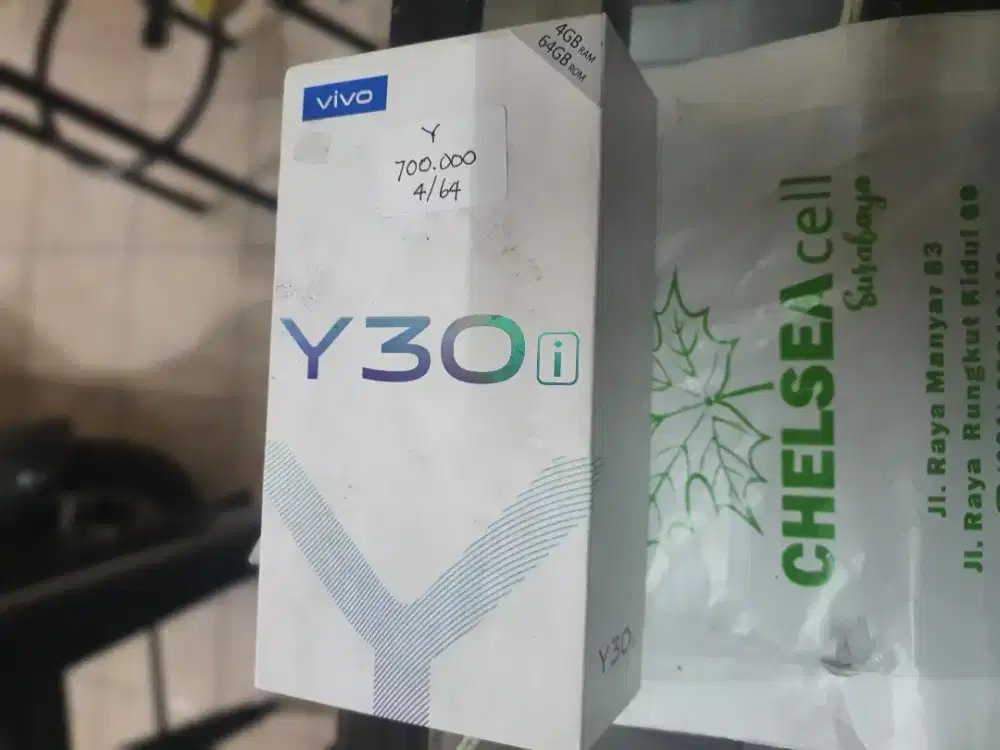 4GB RAM
64GB ROM
vivo
Y
700.000
4/64
Y30i
Y30
CHELSEA cell
Surabaya
Jl. Raya Manyar 83
Jl. Raya Rungkut Kidul